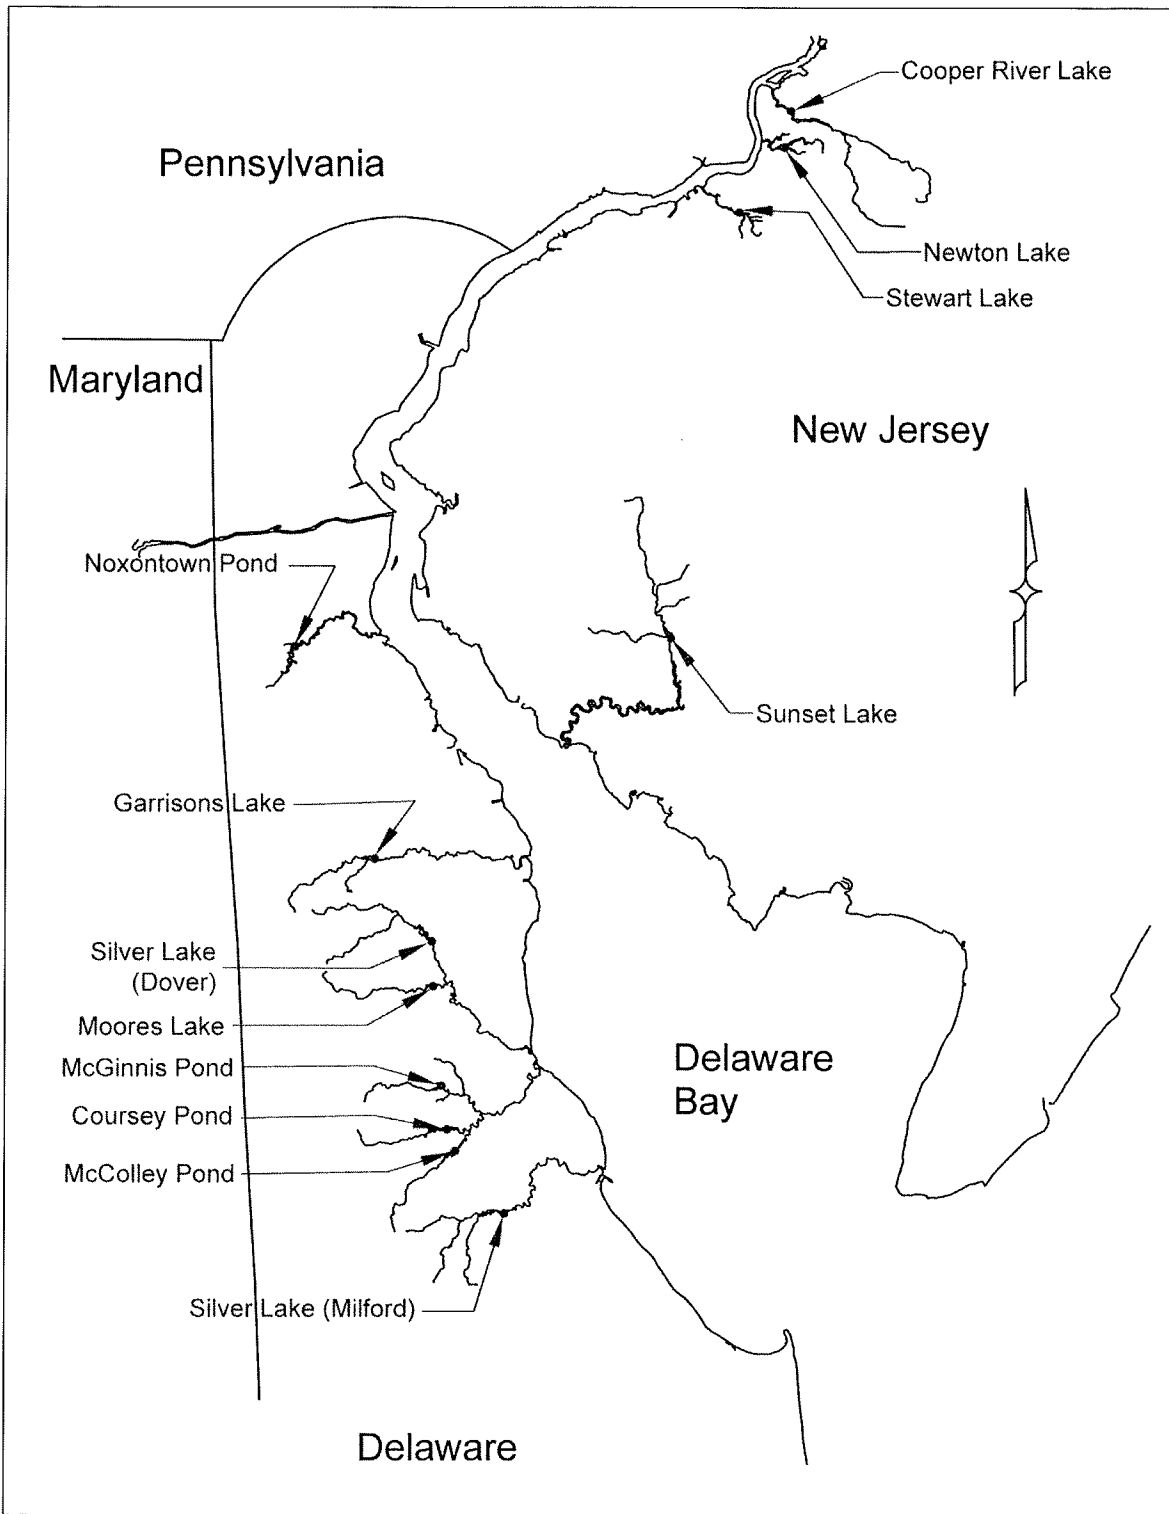 Cooper River Lake
Pennsylvania
Newton Lake
Stewart Lake
Maryland
New Jersey
Noxontown Pond
Sunset Lake
Garrisons Lake
Silver Lake
(Dover)
Moores Lake
McGinnis Pond
Delaware
Bay
Coursey Pond
McColley Pond
Silver Lake (Milford)
Delaware